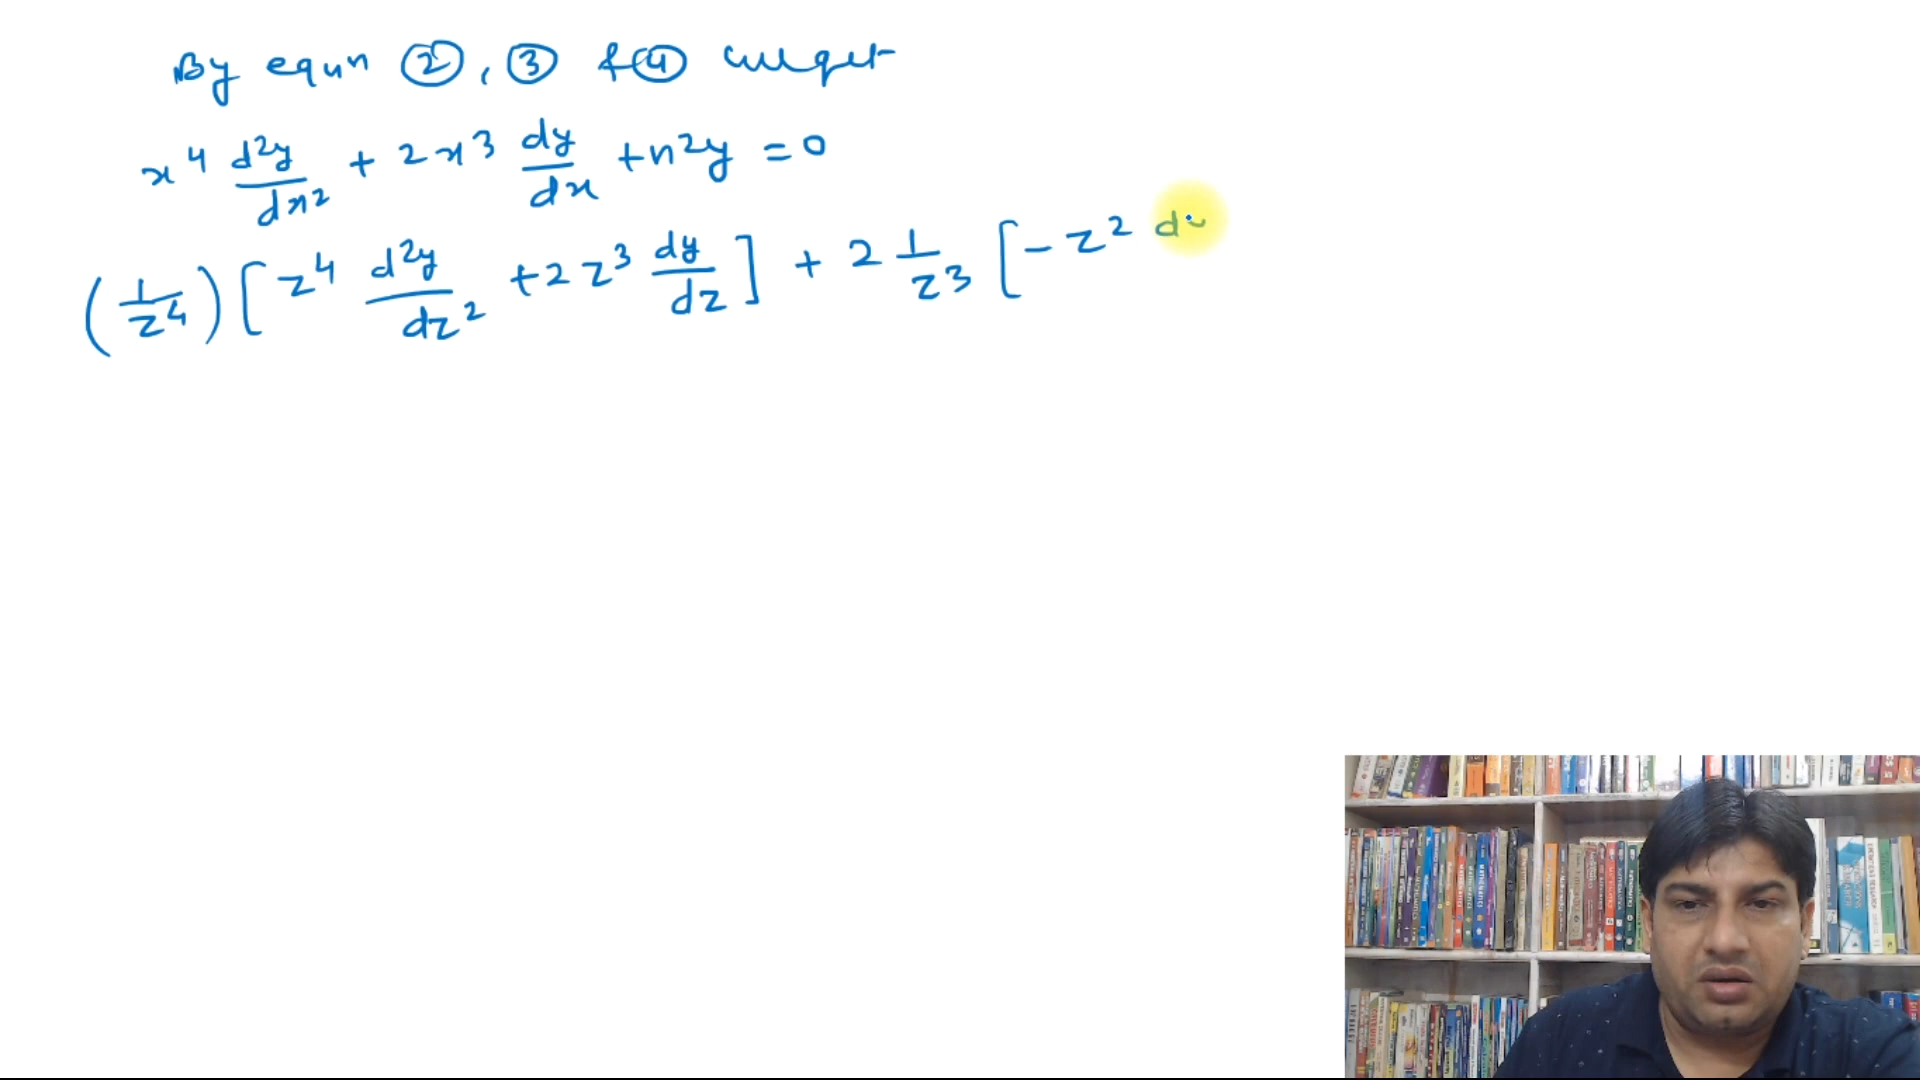 By equn ②, ③ & ④ we get
x⁴ d²y/dx² + 2x³ dy/dx + n²y = 0
(1/z⁴) [z⁴ d²y/dz² + 2z³ dy/dz] + 2 1/z³ [-z² d